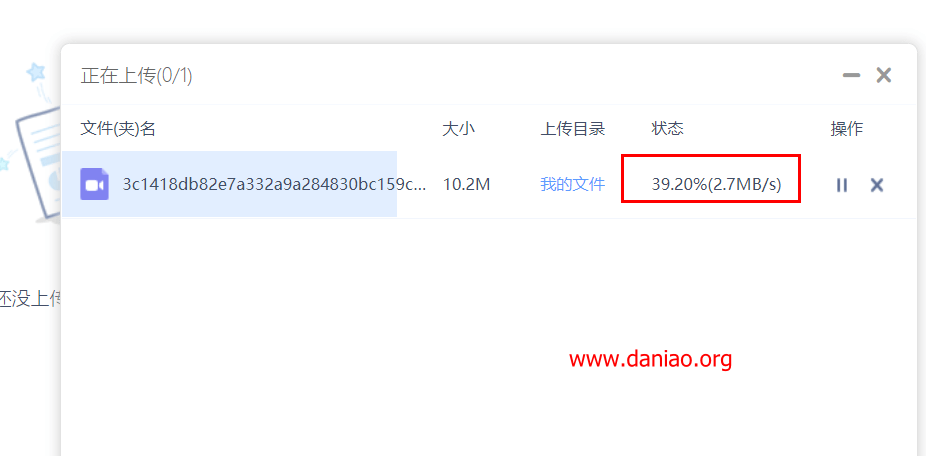 正在上传(0/1)
文件(夹)名 大小 上传目录 状态 操作
3c1418db82e7a332a9a284830bc159c... 10.2M 我的文件 39.20%(2.7MB/s)
还没上传
www.daniao.org